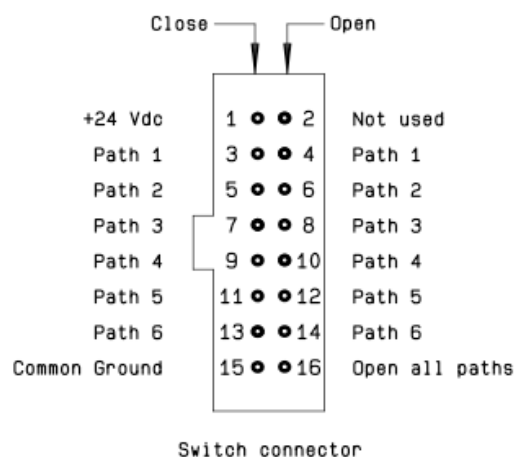 Close Open
+24 Vdc 1 2 Not used
Path 1 3 4 Path 1
Path 2 5 6 Path 2
Path 3 7 8 Path 3
Path 4 9 10 Path 4
Path 5 11 12 Path 5
Path 6 13 14 Path 6
Common Ground 15 16 Open all paths
Switch connector